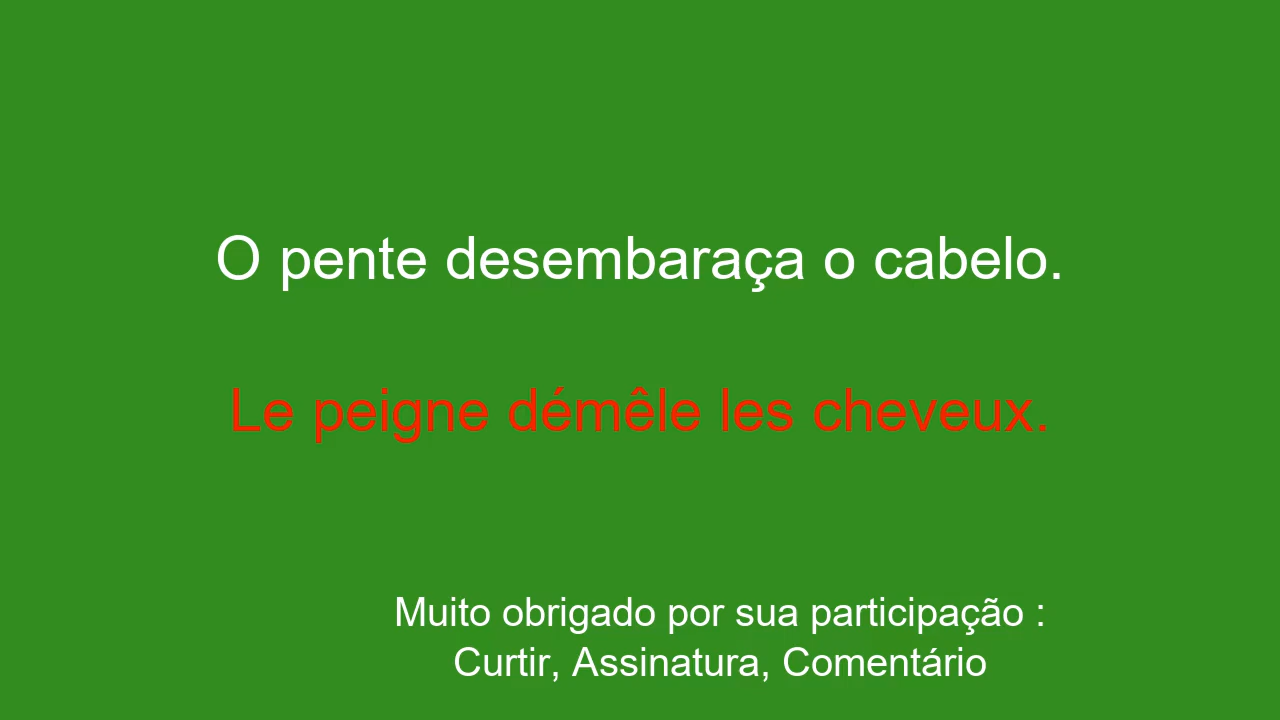 O pente desembaraça o cabelo.
Le peigne démêle les cheveux.
Muito obrigado por sua participação :
Curtir, Assinatura, Comentário